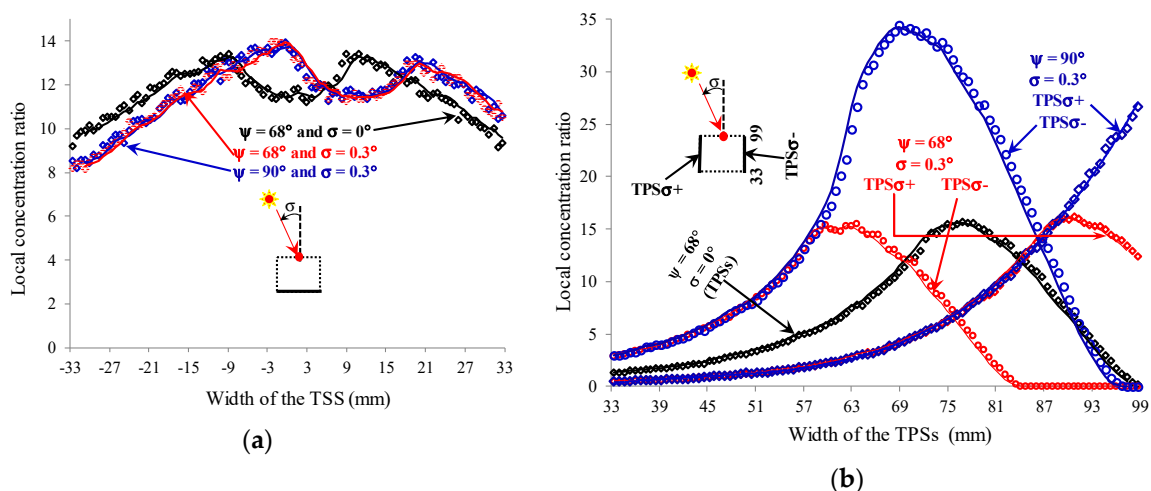 Local concentration ratio
14
12
10
8
6
4
2
0
ψ = 68° and σ = 0°
ψ = 68° and σ = 0.3°
ψ = 90° and σ = 0.3°
σ
-33 -27 -21 -15 -9 -3 3 9 15 21 27 33
Width of the TSS (mm)
(a)
Local concentration ratio
35
30
25
20
15
10
5
0
σ
99
33
TPSσ+
TPSσ-
ψ = 90°
σ = 0.3°
TPSσ+
TPSσ-
ψ = 68°
σ = 0.3°
TPSσ+ TPSσ-
ψ = 68°
σ = 0°
(TPSs)
33 39 45 51 57 63 69 75 81 87 93 99
Width of the TPSs (mm)
(b)